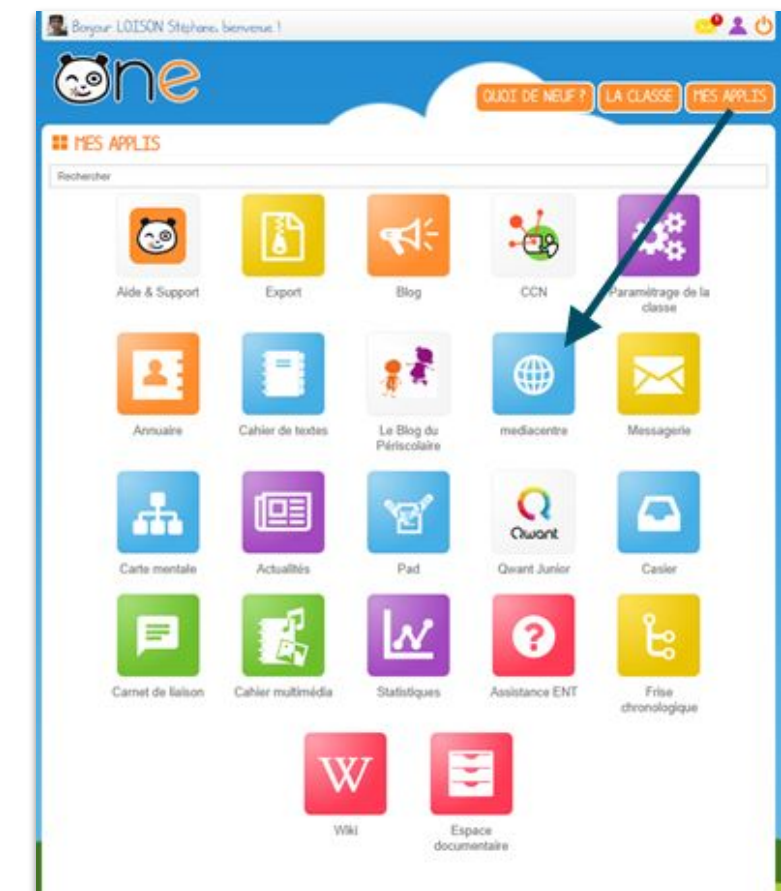 Bonjour LOISON Stéphane, bienvenue !
One
QUOI DE NEUF ?
LA CLASSE
MES APPLIS
MES APPLIS
Rechercher
Aide & Support
Export
Blog
CCN
Paramétrage de la
classe
Annuaire
Cahier de textes
Le Blog du
Périscolaire
mediacentre
Messagerie
Carte mentale
Actualités
Pad
Qwant
Qwant Junior
Casier
Carnet de liaison
Cahier multimédia
Statistiques
Assistance ENT
Frise
chronologique
W
Wiki
Espace
documentaire